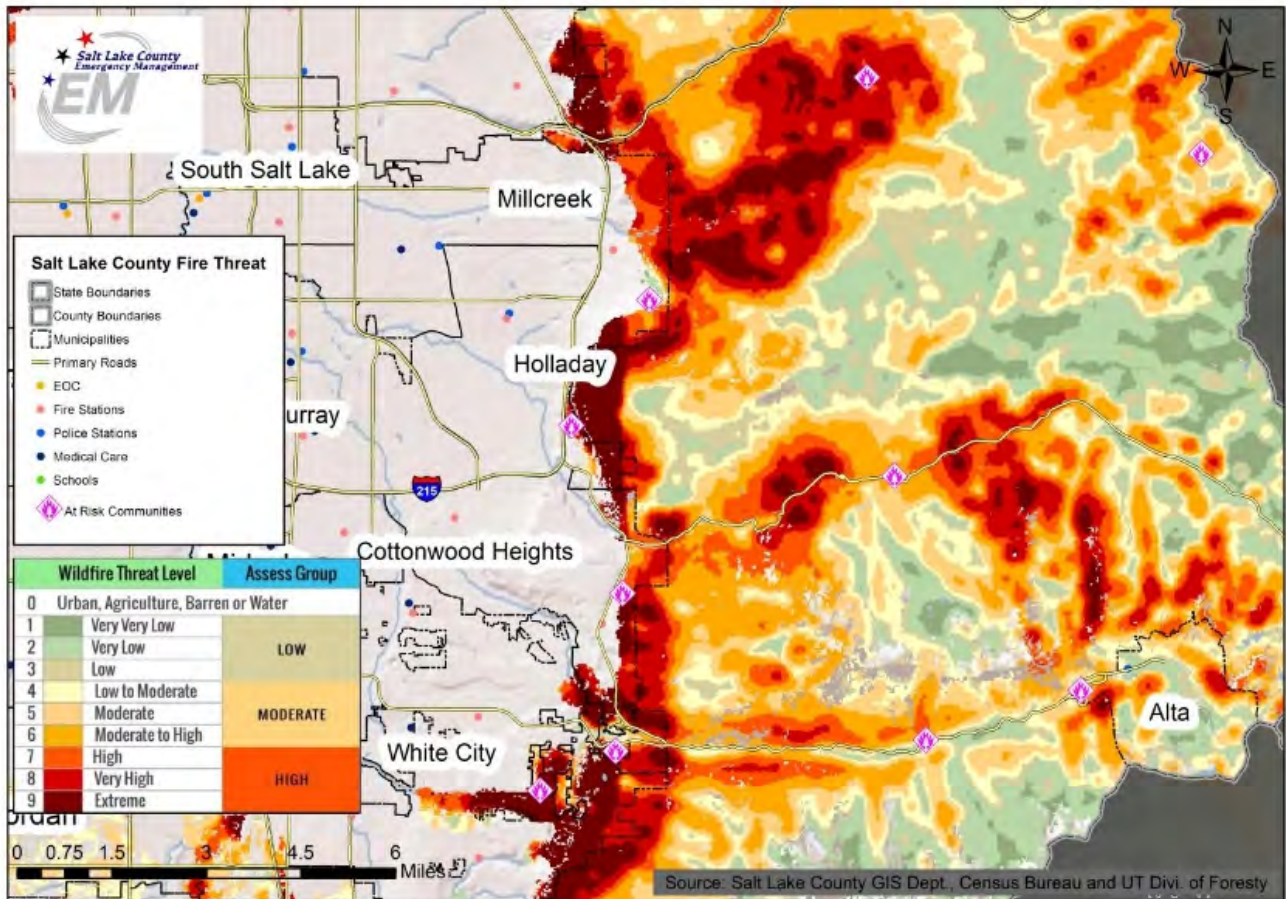 Salt Lake County
Emergency Management
EM
N
W E
S
South Salt Lake
Millcreek
Holladay
urray
215
Cottonwood Heights
White City
Alta
Salt Lake County Fire Threat
State Boundaries
County Boundaries
Municipalities
Primary Roads
EOC
Fire Stations
Police Stations
Medical Care
Schools
At Risk Communities
Wildfire Threat Level Assess Group
0 Urban, Agriculture, Barren or Water
1 Very Very Low
2 Very Low LOW
3 Low
4 Low to Moderate
5 Moderate MODERATE
6 Moderate to High
7 High
8 Very High HIGH
9 Extreme
ordan
0 0.75 1.5 3 4.5 6
Miles
Source: Salt Lake County GIS Dept., Census Bureau and UT Divi. of Foresty